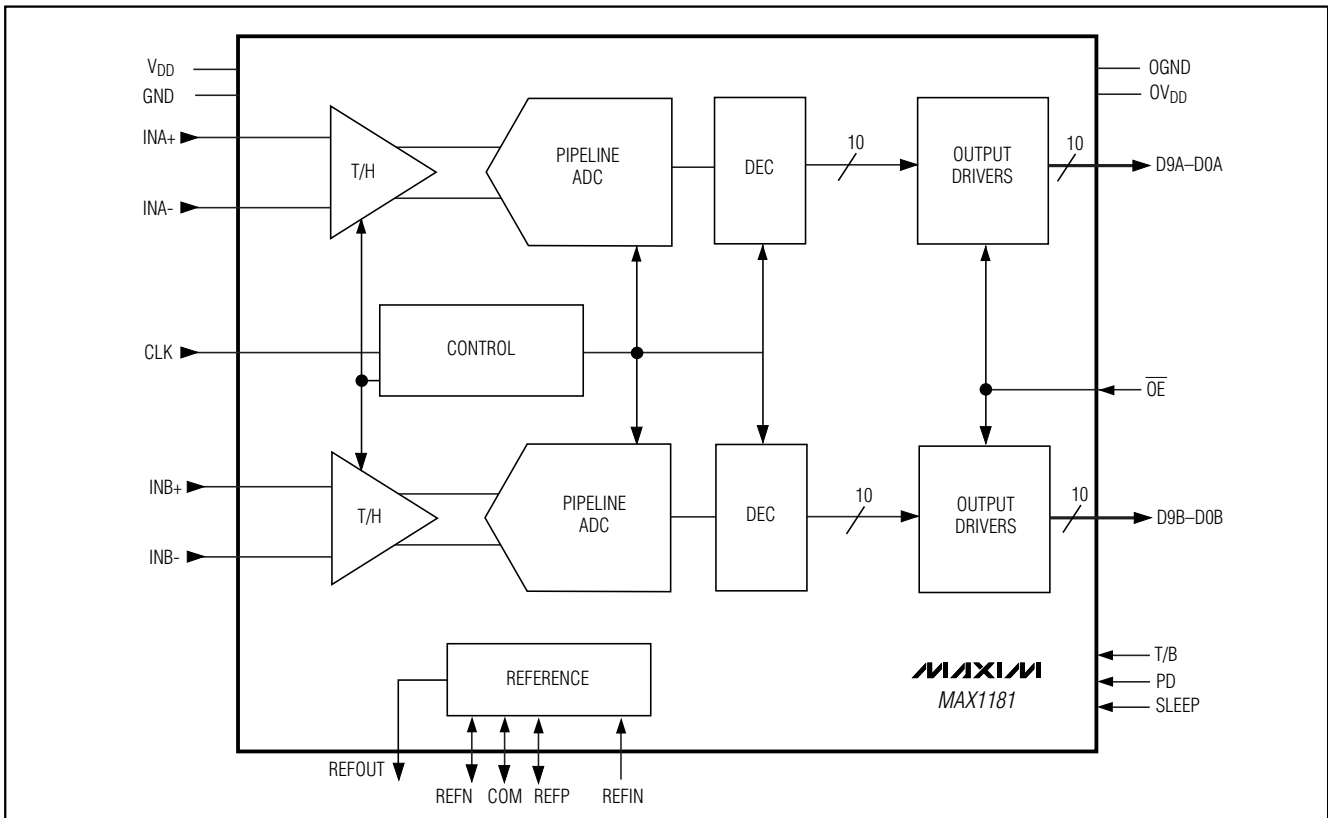 VDD
GND
INA+
INA-
CLK
INB+
INB-
T/H
PIPELINE
ADC
DEC
10
OUTPUT
DRIVERS
10
OGND
OVDD
D9A–D0A
CONTROL
OE
T/H
PIPELINE
ADC
DEC
10
OUTPUT
DRIVERS
10
D9B–D0B
REFERENCE
MAXIM
MAX1181
T/B
PD
SLEEP
REFOUT
REFN
COM
REFP
REFIN